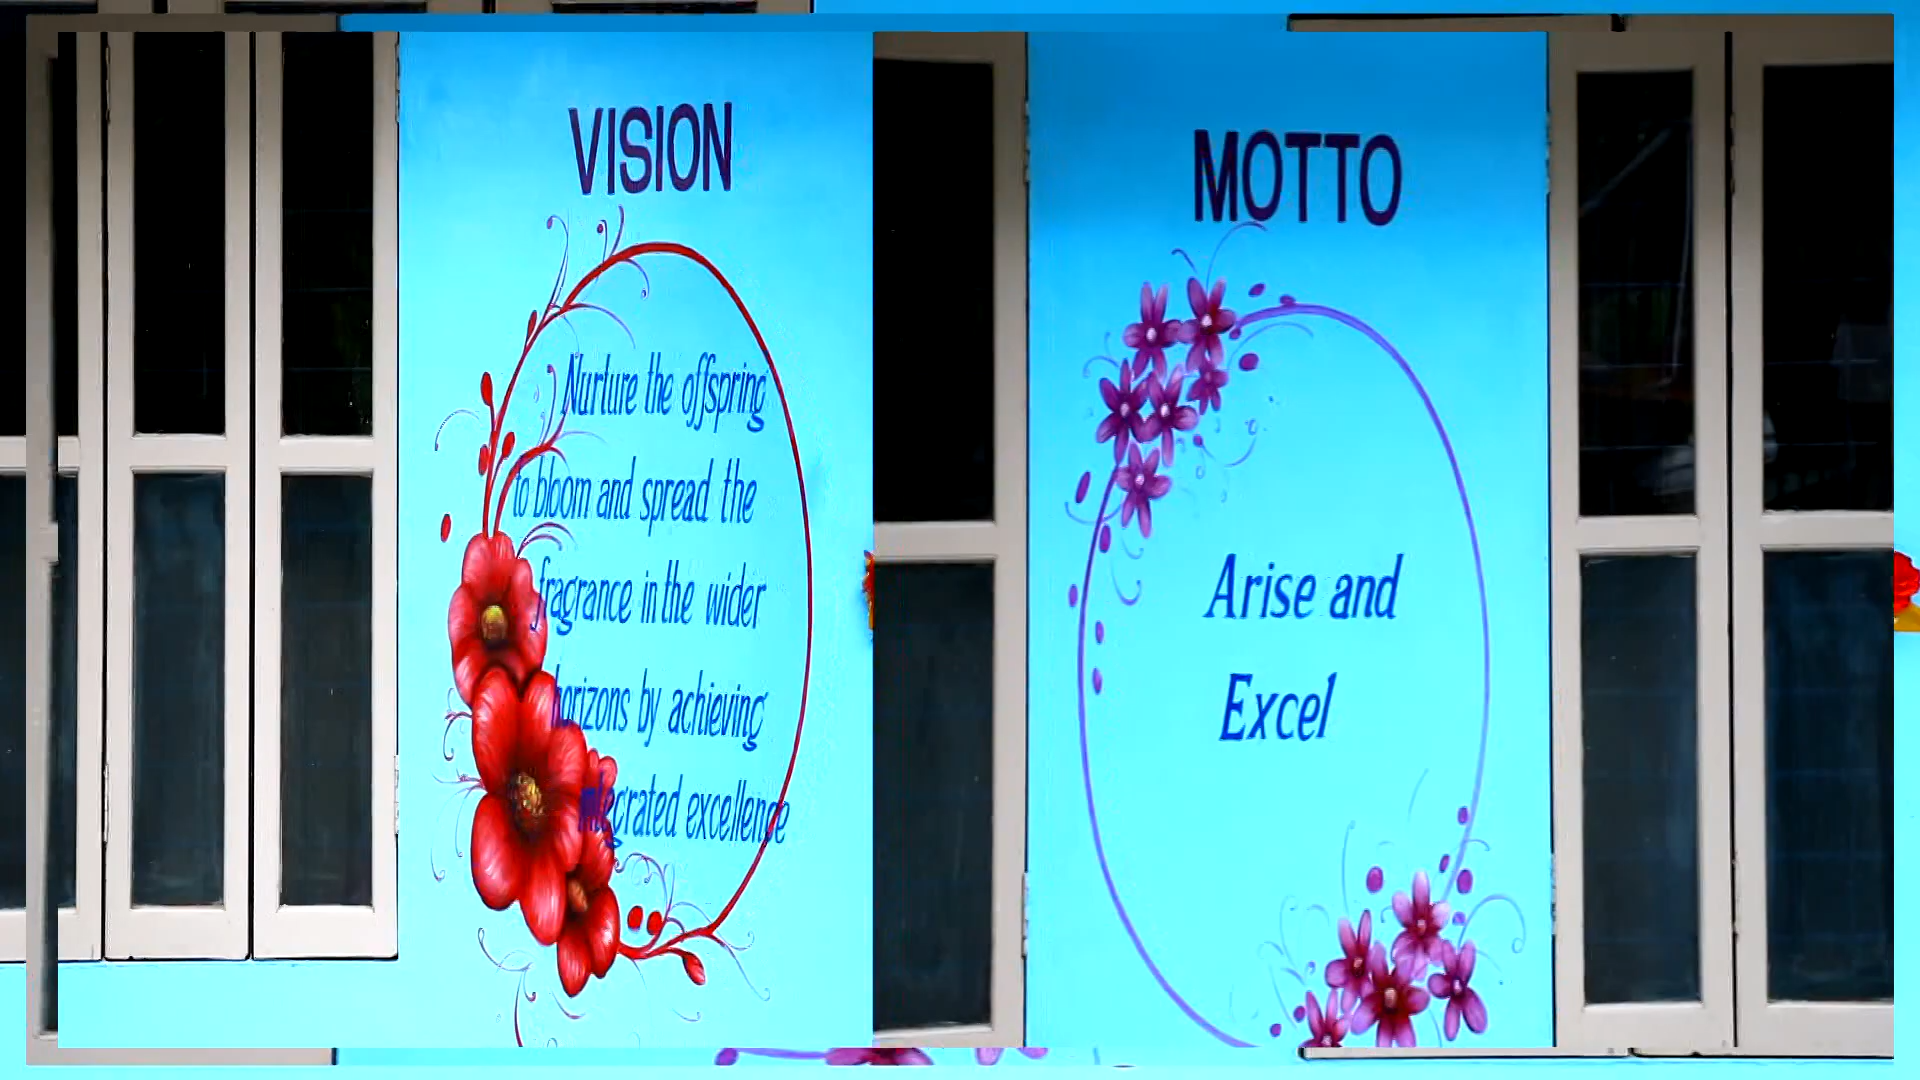 VISION
Nurture the offspring
to bloom and spread the
fragrance in the wider
horizons by achieving
integrated excellence
MOTTO
Arise and
Excel